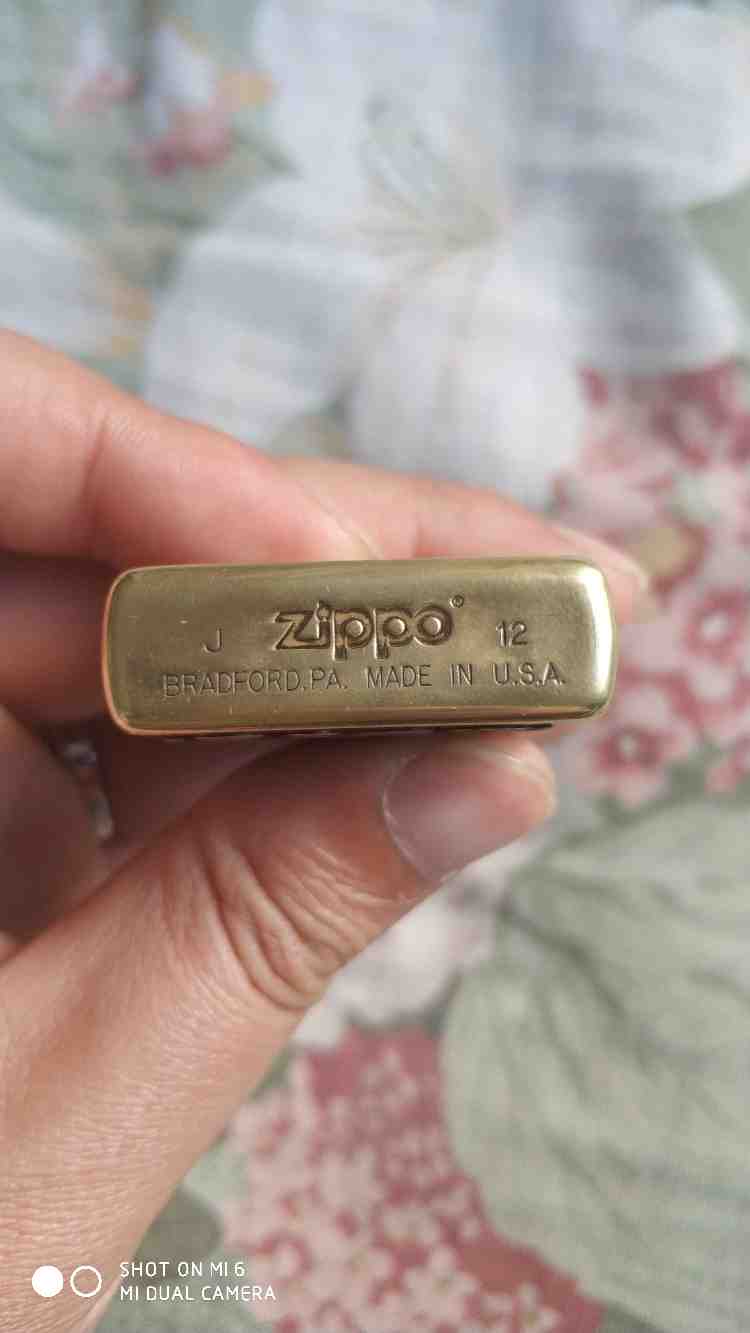 J zippo® 12
BRADFORD.PA. MADE IN U.S.A.
SHOT ON MI 6
MI DUAL CAMERA